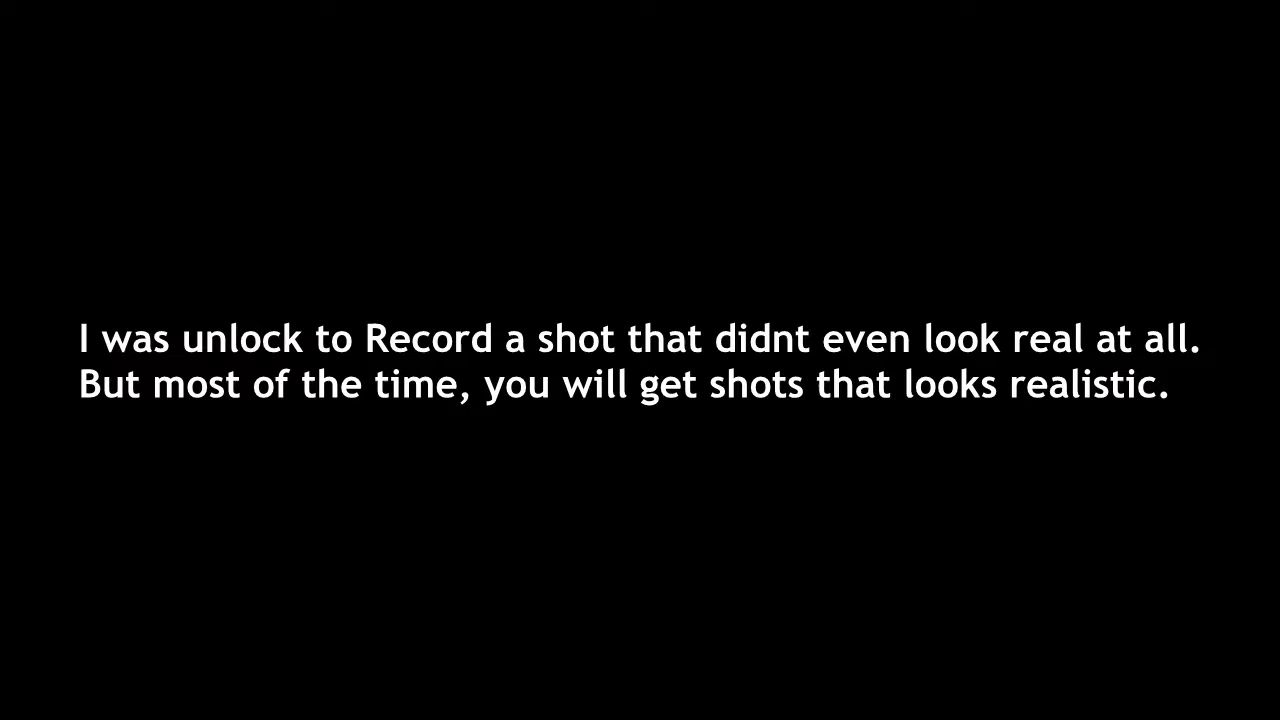 I was unlock to Record a shot that didnt even look real at all.
But most of the time, you will get shots that looks realistic.